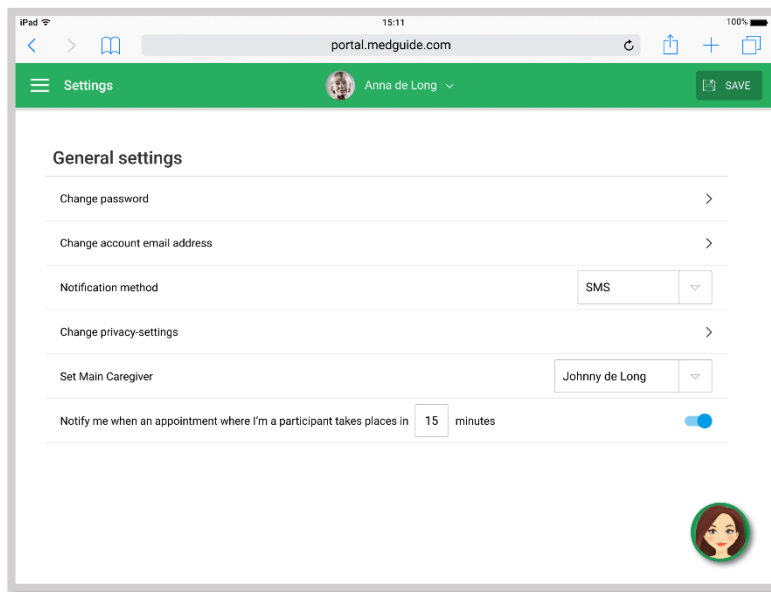 iPad 15:11 100%
portal.medguide.com
Settings Anna de Long SAVE
General settings
Change password
Change account email address
Notification method SMS
Change privacy-settings
Set Main Caregiver Johnny de Long
Notify me when an appointment where I'm a participant takes places in 15 minutes